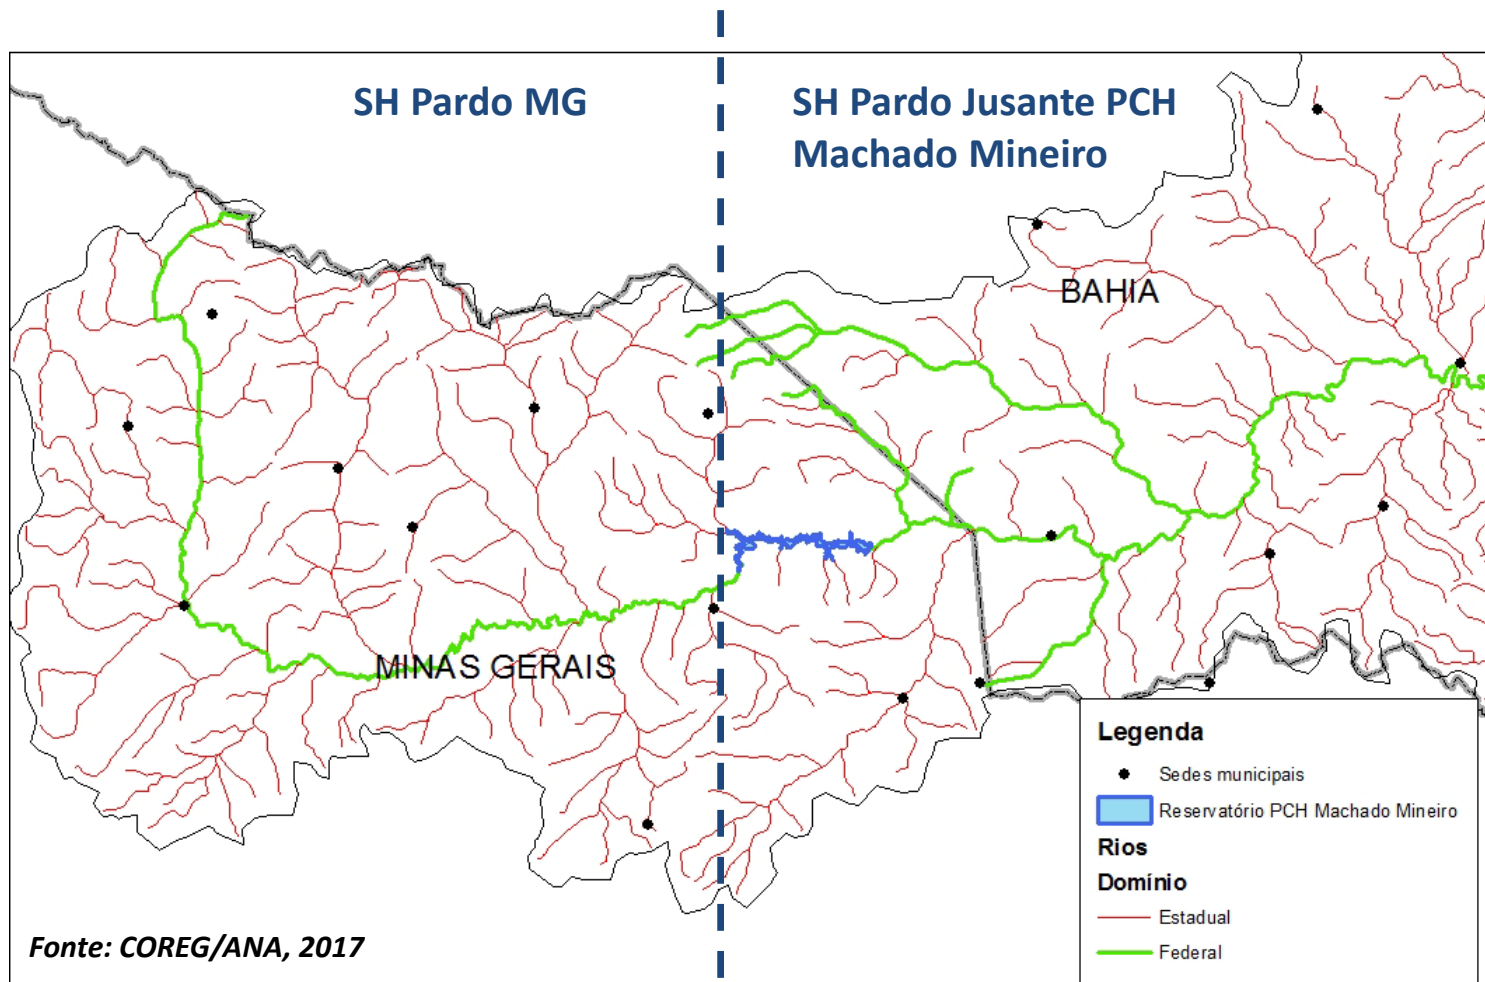 SH Pardo MG
SH Pardo Jusante PCH
Machado Mineiro
BAHIA
MINAS GERAIS
Legenda
Sedes municipais
Reservatório PCH Machado Mineiro
Rios
Domínio
Estadual
Federal
Fonte: COREG/ANA, 2017